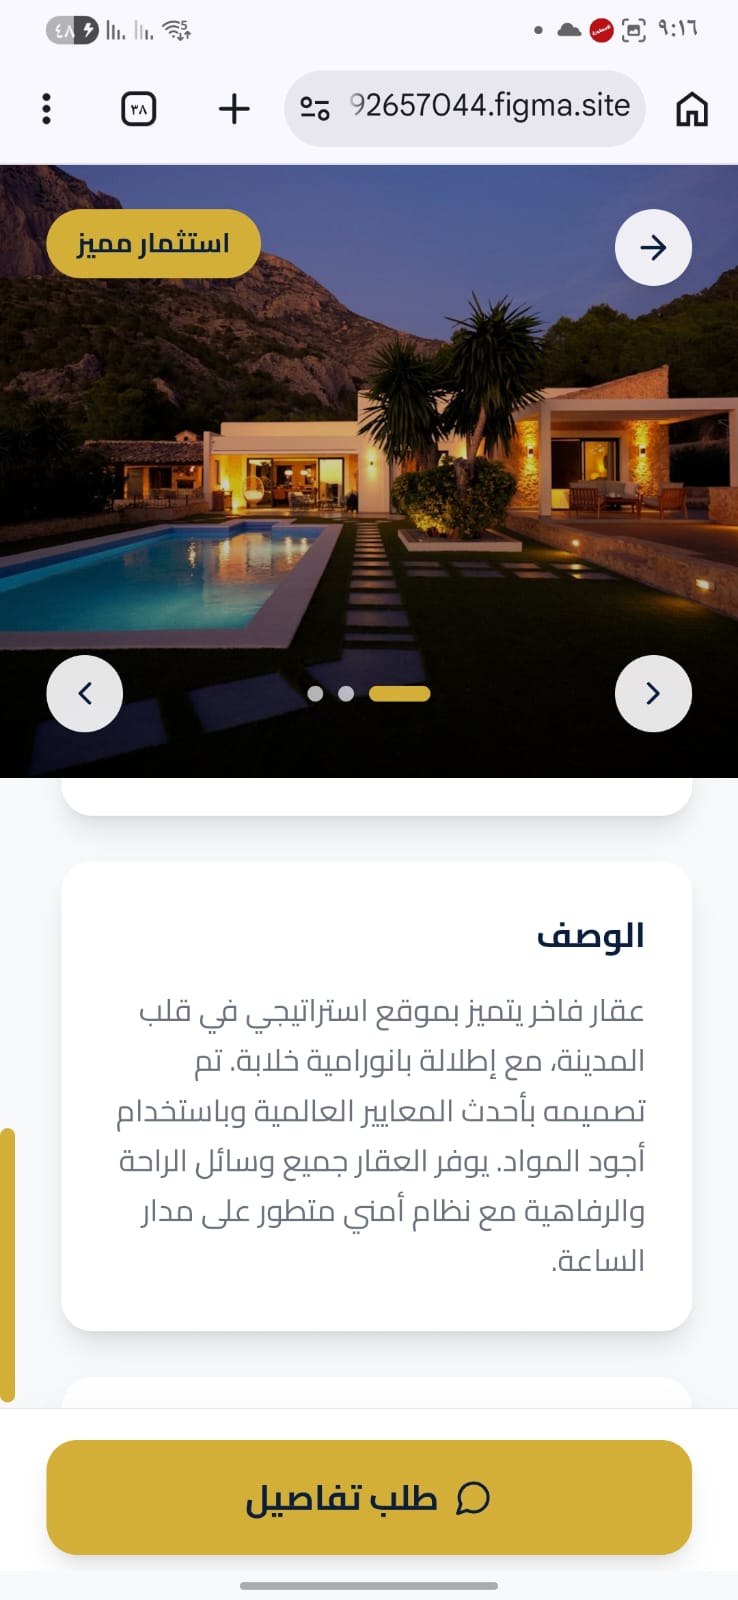 ٩:١٦
٤٨
5
92657044.figma.site
٣٨
استثمار مميز
الوصف
عقار فاخر يتميز بموقع استراتيجي في قلب
المدينة، مع إطلالة بانورامية خلابة. تم
تصميمه بأحدث المعايير العالمية وباستخدام
أجود المواد. يوفر العقار جميع وسائل الراحة
والرفاهية مع نظام أمني متطور على مدار
الساعة.
طلب تفاصيل